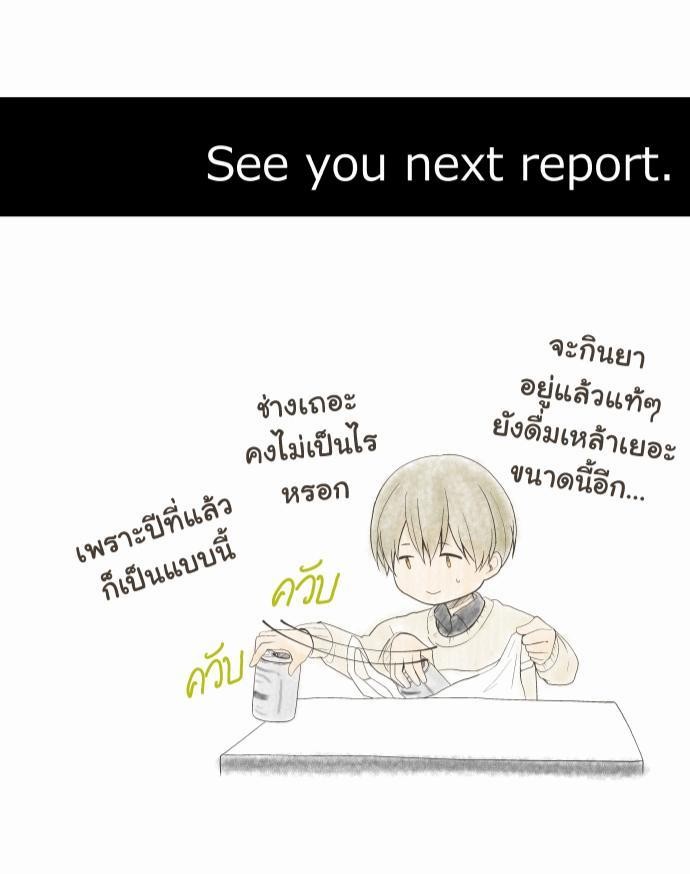 See you next report.
จะกินยา
อยู่แล้วแท้ๆ
ยังดื่มเหล้าเยอะ
ขนาดนี้อีก...
ช่างเถอะ
คงไม่เป็นไร
หรอก
เพราะปีที่แล้ว
ก็เป็นแบบนี้
ควับ
ควับ